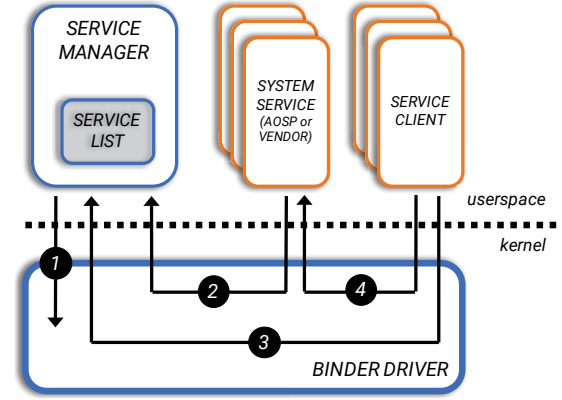 SERVICE
MANAGER
SERVICE
LIST
SYSTEM
SERVICE
(AOSP or
VENDOR)
SERVICE
CLIENT
userspace
kernel
1
2
4
3
BINDER DRIVER